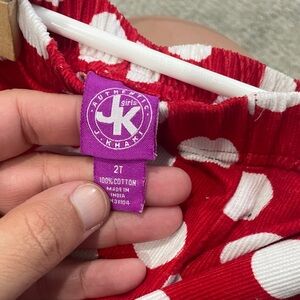 AUTHENTIC
girls
JK
J. KHAKI
2T
100% COTTON
MADE IN
INDIA